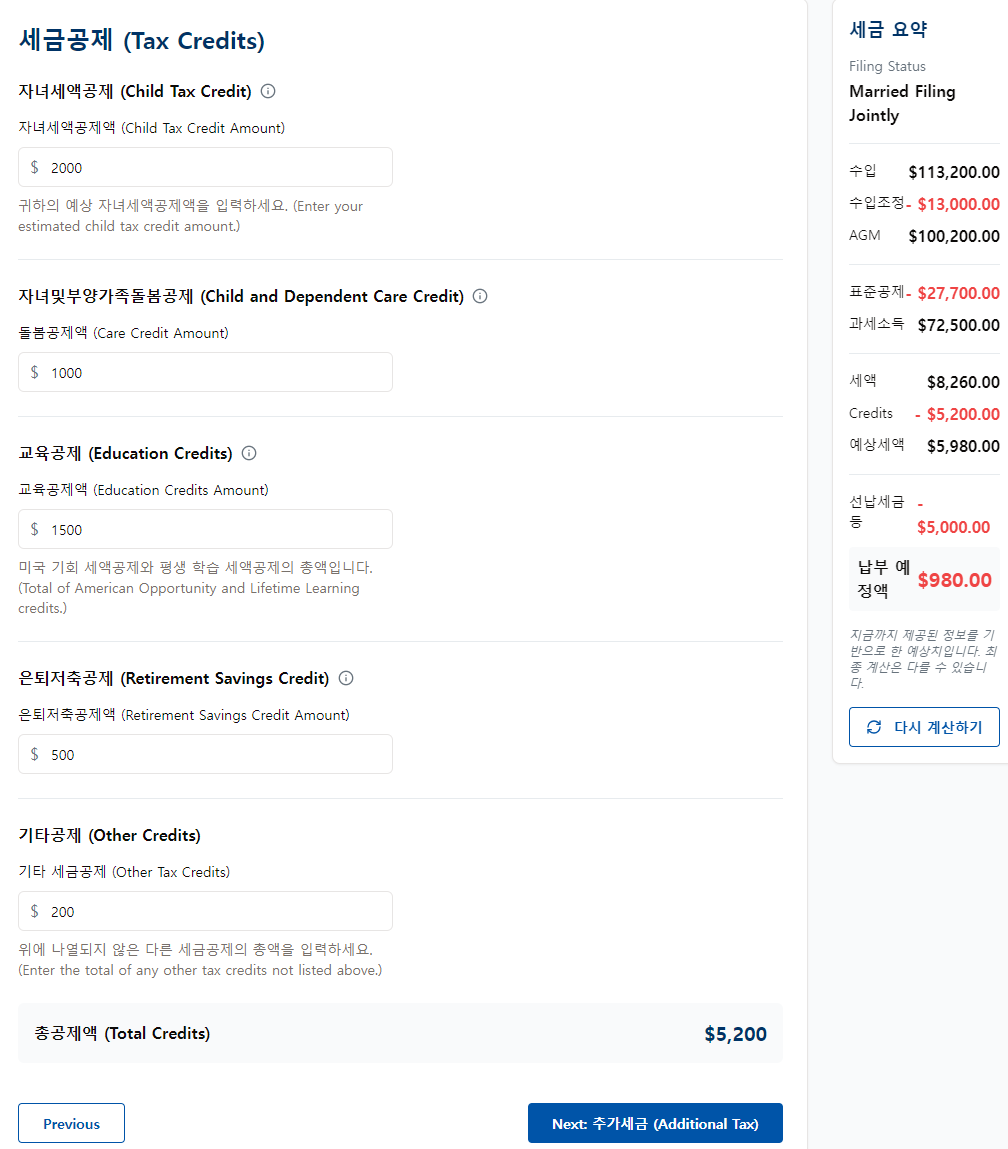 세금공제 (Tax Credits)
자녀세액공제 (Child Tax Credit)
자녀세액공제액 (Child Tax Credit Amount)
$ 2000
귀하의 예상 자녀세액공제액을 입력하세요. (Enter your
estimated child tax credit amount.)
자녀및부양가족돌봄공제 (Child and Dependent Care Credit)
돌봄공제액 (Care Credit Amount)
$ 1000
교육공제 (Education Credits)
교육공제액 (Education Credits Amount)
$ 1500
미국 기회 세액공제와 평생 학습 세액공제의 총액입니다.
(Total of American Opportunity and Lifetime Learning
credits.)
은퇴저축공제 (Retirement Savings Credit)
은퇴저축공제액 (Retirement Savings Credit Amount)
$ 500
기타공제 (Other Credits)
기타 세금공제 (Other Tax Credits)
$ 200
위에 나열되지 않은 다른 세금공제의 총액을 입력하세요.
(Enter the total of any other tax credits not listed above.)
총공제액 (Total Credits) $5,200
Previous
Next: 추가세금 (Additional Tax)
세금 요약
Filing Status
Married Filing
Jointly
수입 $113,200.00
수입조정 - $13,000.00
AGM $100,200.00
표준공제 - $27,700.00
과세소득 $72,500.00
세액 $8,260.00
Credits - $5,200.00
예상세액 $5,980.00
선납세금 -
등 $5,000.00
납부 예
정액 $980.00
지금까지 제공된 정보를 기
반으로 한 예상치입니다. 최
종 계산은 다를 수 있습니
다.
다시 계산하기